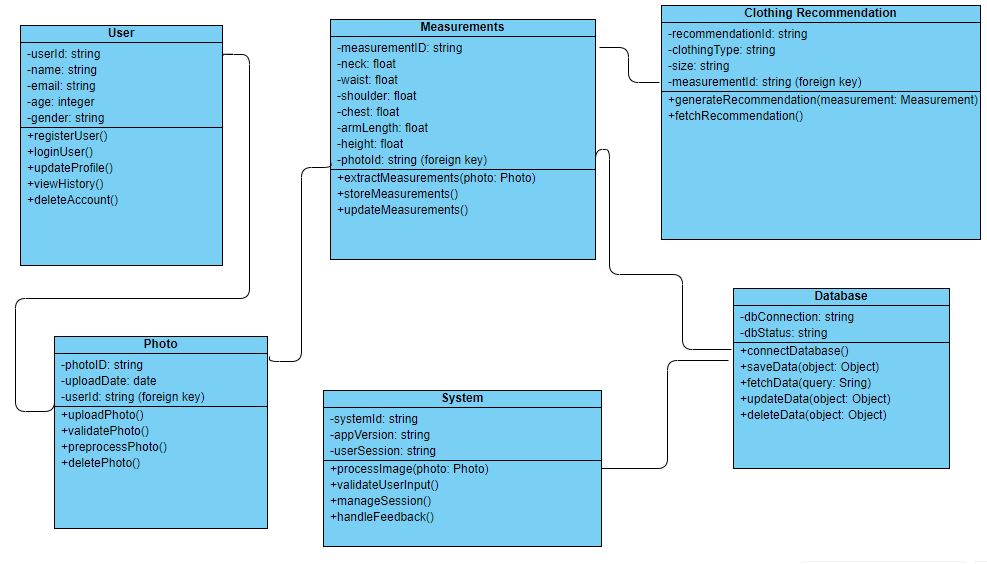 User
-userId: string
-name: string
-email: string
-age: integer
-gender: string
+registerUser()
+loginUser()
+updateProfile()
+viewHistory()
+deleteAccount()
Measurements
-measurementID: string
-neck: float
-waist: float
-shoulder: float
-chest: float
-armLength: float
-height: float
-photoId: string (foreign key)
+extractMeasurements(photo: Photo)
+storeMeasurements()
+updateMeasurements()
Clothing Recommendation
-recommendationId: string
-clothingType: string
-size: string
-measurementId: string (foreign key)
+generateRecommendation(measurement: Measurement)
+fetchRecommendation()
Photo
-photoID: string
-uploadDate: date
-userId: string (foreign key)
+uploadPhoto()
+validatePhoto()
+preprocessPhoto()
+deletePhoto()
System
-systemId: string
-appVersion: string
-userSession: string
+processImage(photo: Photo)
+validateUserInput()
+manageSession()
+handleFeedback()
Database
-dbConnection: string
-dbStatus: string
+connectDatabase()
+saveData(object: Object)
+fetchData(query: Sring)
+updateData(object: Object)
+deleteData(object: Object)